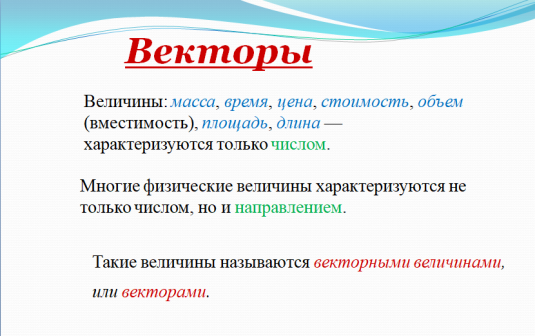 Векторы
Величины: масса, время, цена, стоимость, объем
(вместимость), площадь, длина —
характеризуются только числом.
Многие физические величины характеризуются не
только числом, но и направлением.
Такие величины называются векторными величинами,
или векторами.